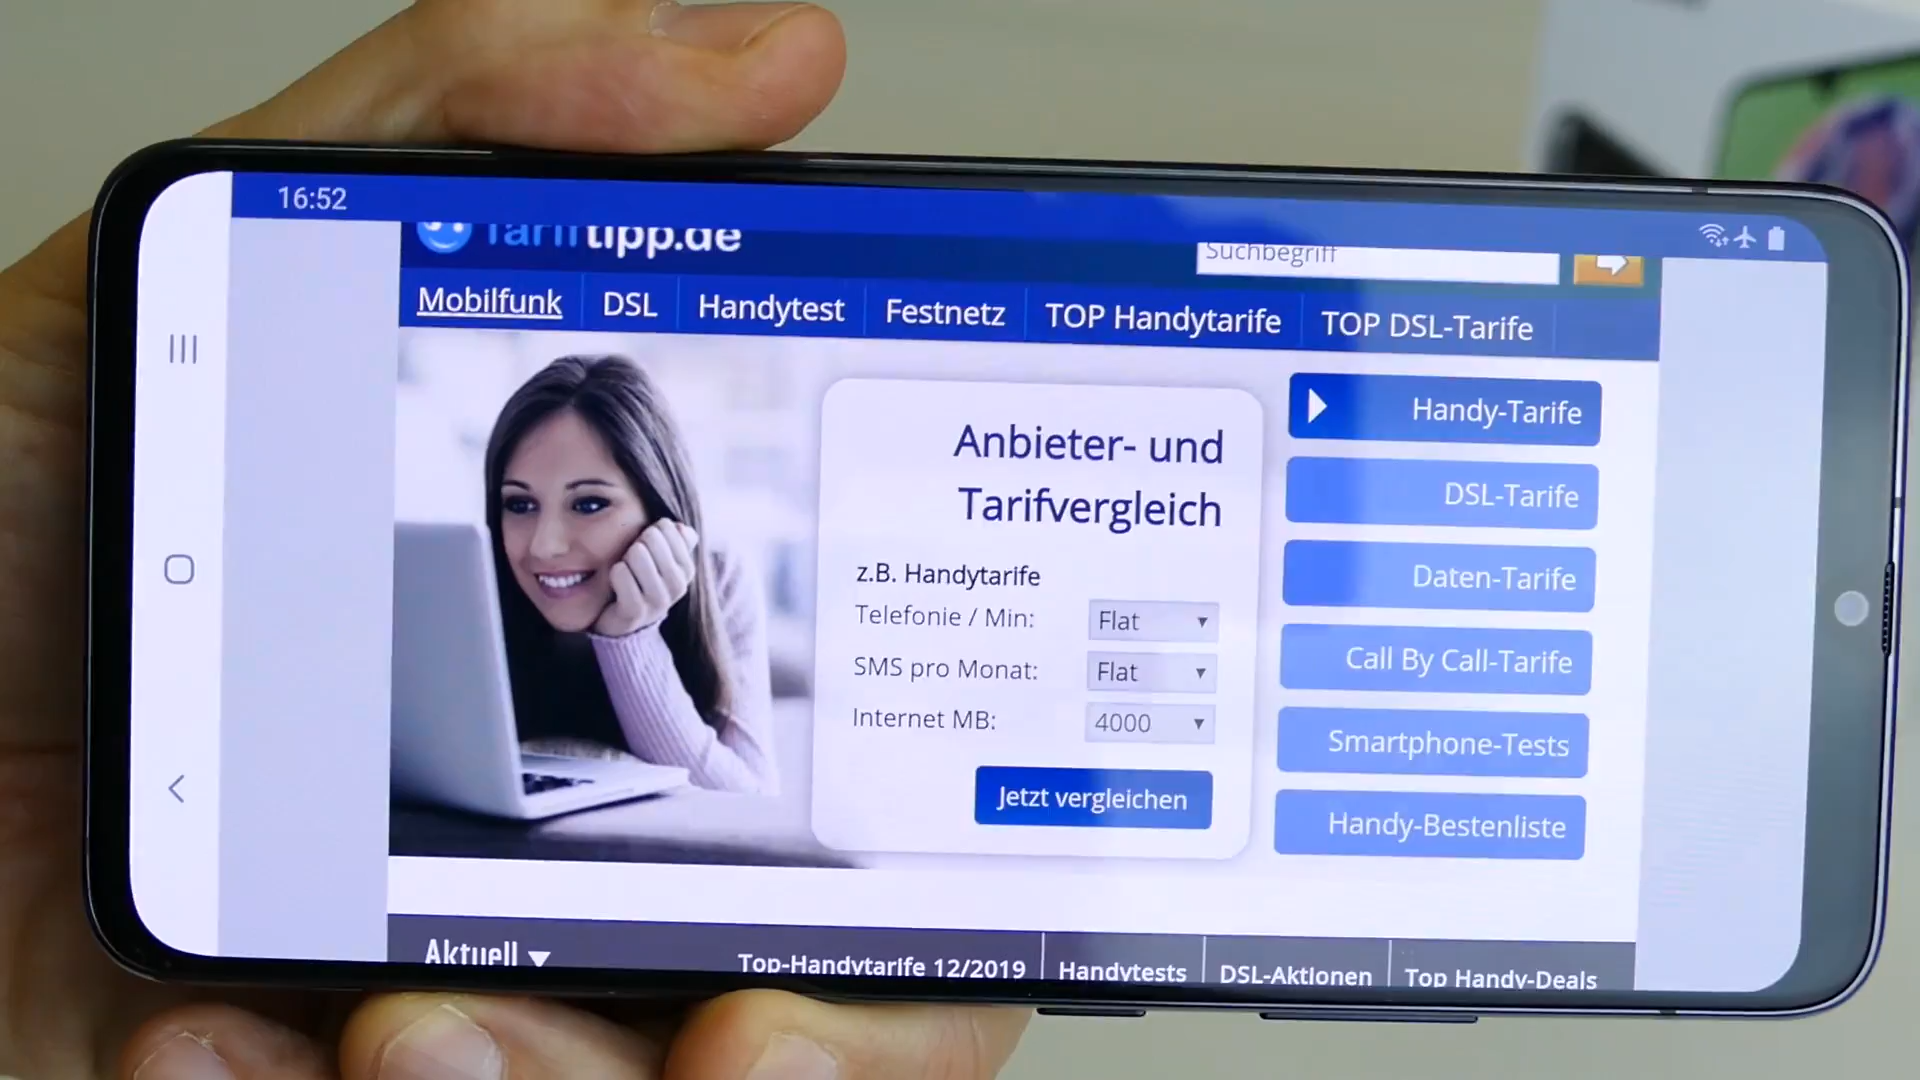 16:52
Tariftipp.de
Suchbegriff
Mobilfunk DSL Handytest Festnetz TOP Handytarife TOP DSL-Tarife
Anbieter- und
Tarifvergleich
z.B. Handytarife
Telefonie / Min: Flat
SMS pro Monat: Flat
Internet MB: 4000
Jetzt vergleichen
Handy-Tarife
DSL-Tarife
Daten-Tarife
Call By Call-Tarife
Smartphone-Tests
Handy-Bestenliste
Aktuell Top-Handytarife 12/2019 Handytests DSL-Aktionen Top Handy-Deals